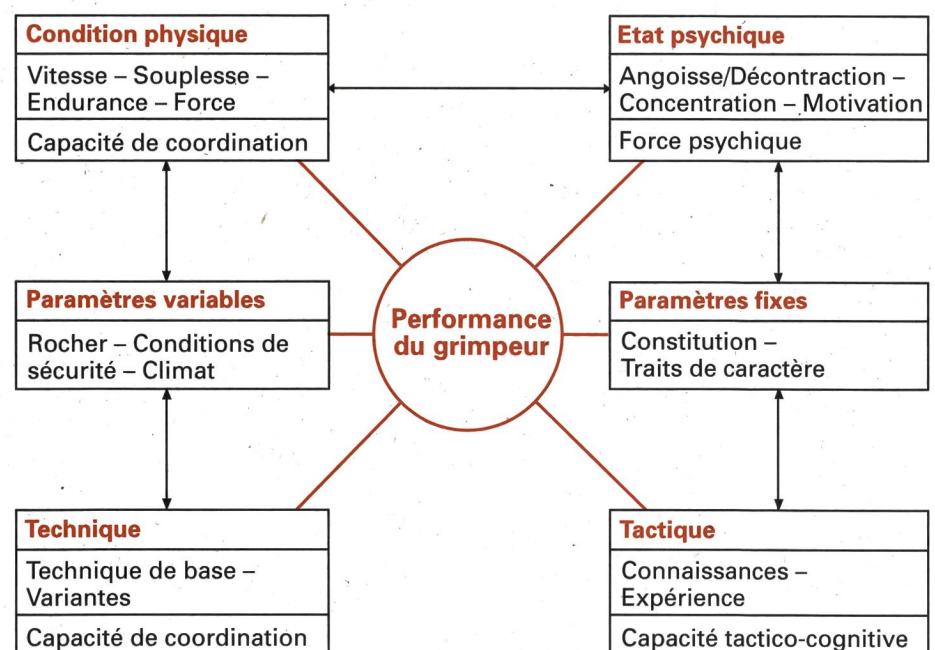 Condition physique
Vitesse – Souplesse –
Endurance – Force
Capacité de coordination
Etat psychique
Angoisse/Décontraction –
Concentration – Motivation
Force psychique
Paramètres variables
Rocher – Conditions de
sécurité – Climat
Performance
du grimpeur
Paramètres fixes
Constitution –
Traits de caractère
Technique
Technique de base –
Variantes
Capacité de coordination
Tactique
Connaissances –
Expérience
Capacité tactico-cognitive